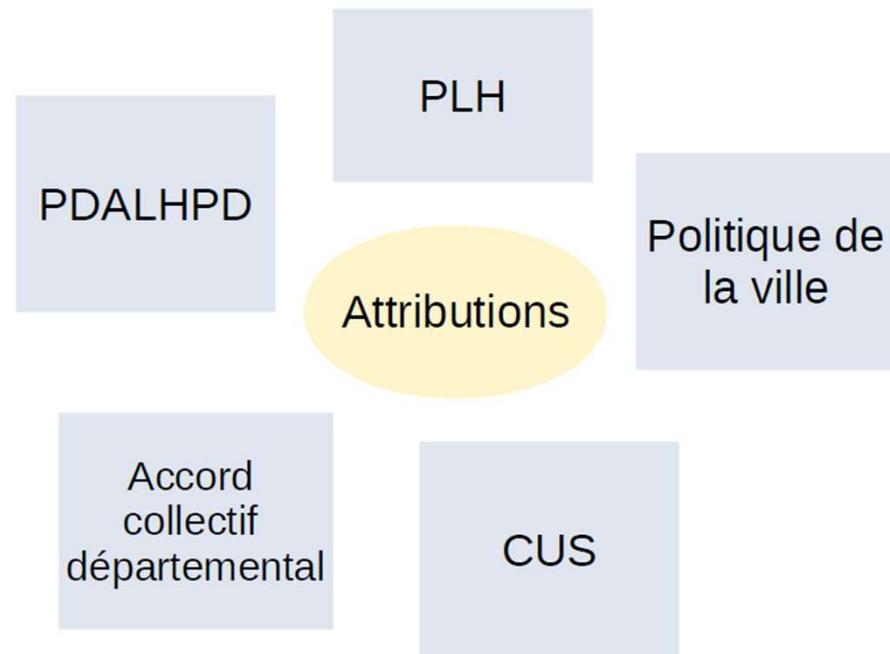 PLH
PDALHPD
Politique de
la ville
Attributions
Accord
collectif
départemental
CUS